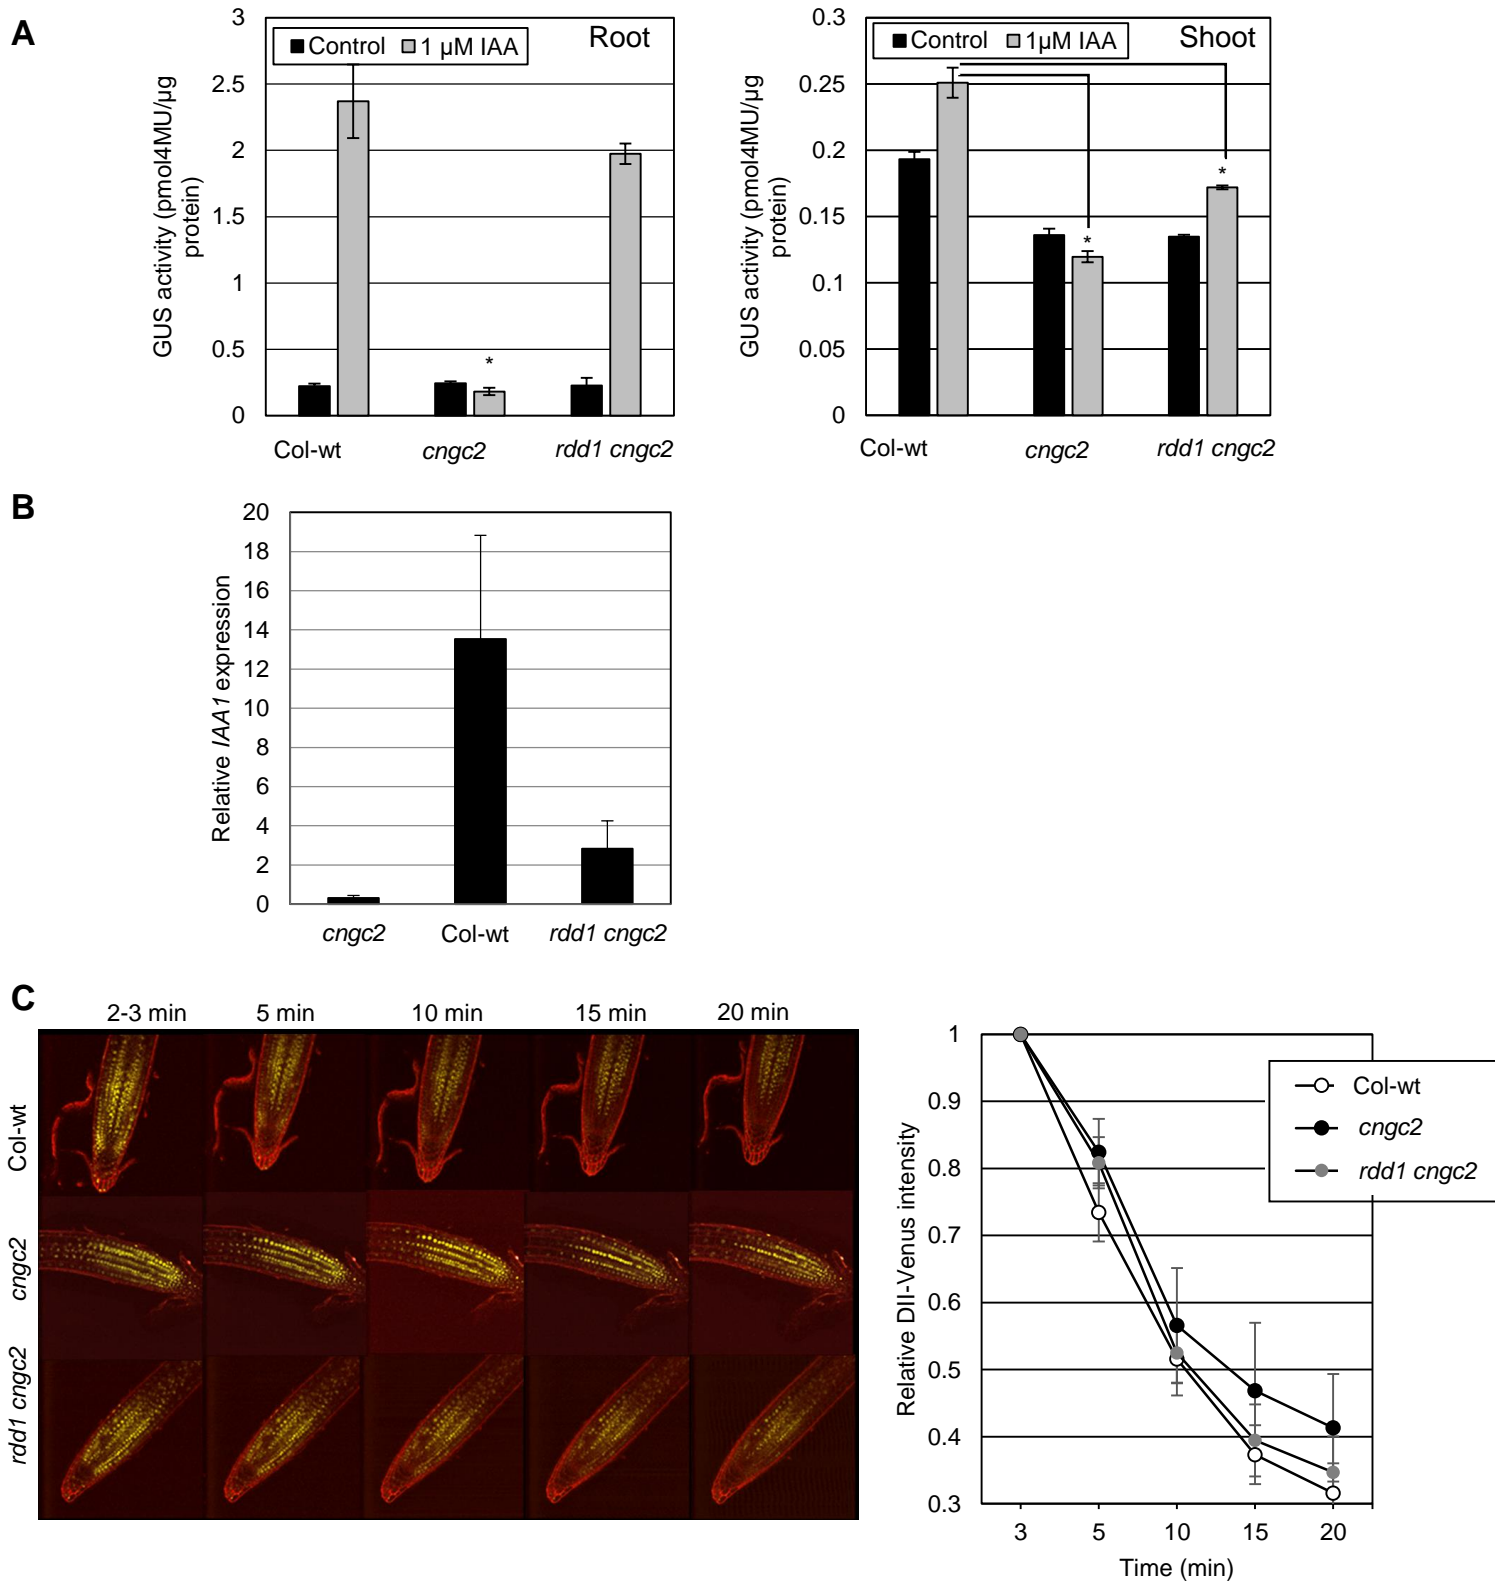 A
GUS activity (pmol4MU/µg
protein)
3
2.5
2
1.5
1
0.5
0
Control
1 µM IAA
Root
*
Col-wt
cngc2
rdd1 cngc2
GUS activity (pmol4MU/µg
protein)
0.3
0.25
0.2
0.15
0.1
0.05
0
Control
1µM IAA
Shoot
*
*
Col-wt
cngc2
rdd1 cngc2
B
Relative IAA1 expression
20
18
16
14
12
10
8
6
4
2
0
cngc2
Col-wt
rdd1 cngc2
C
2-3 min
5 min
10 min
15 min
20 min
Col-wt
cngc2
rdd1 cngc2
Relative DII-Venus intensity
1
0.9
0.8
0.7
0.6
0.5
0.4
0.3
Col-wt
cngc2
rdd1 cngc2
3
5
10
15
20
Time (min)